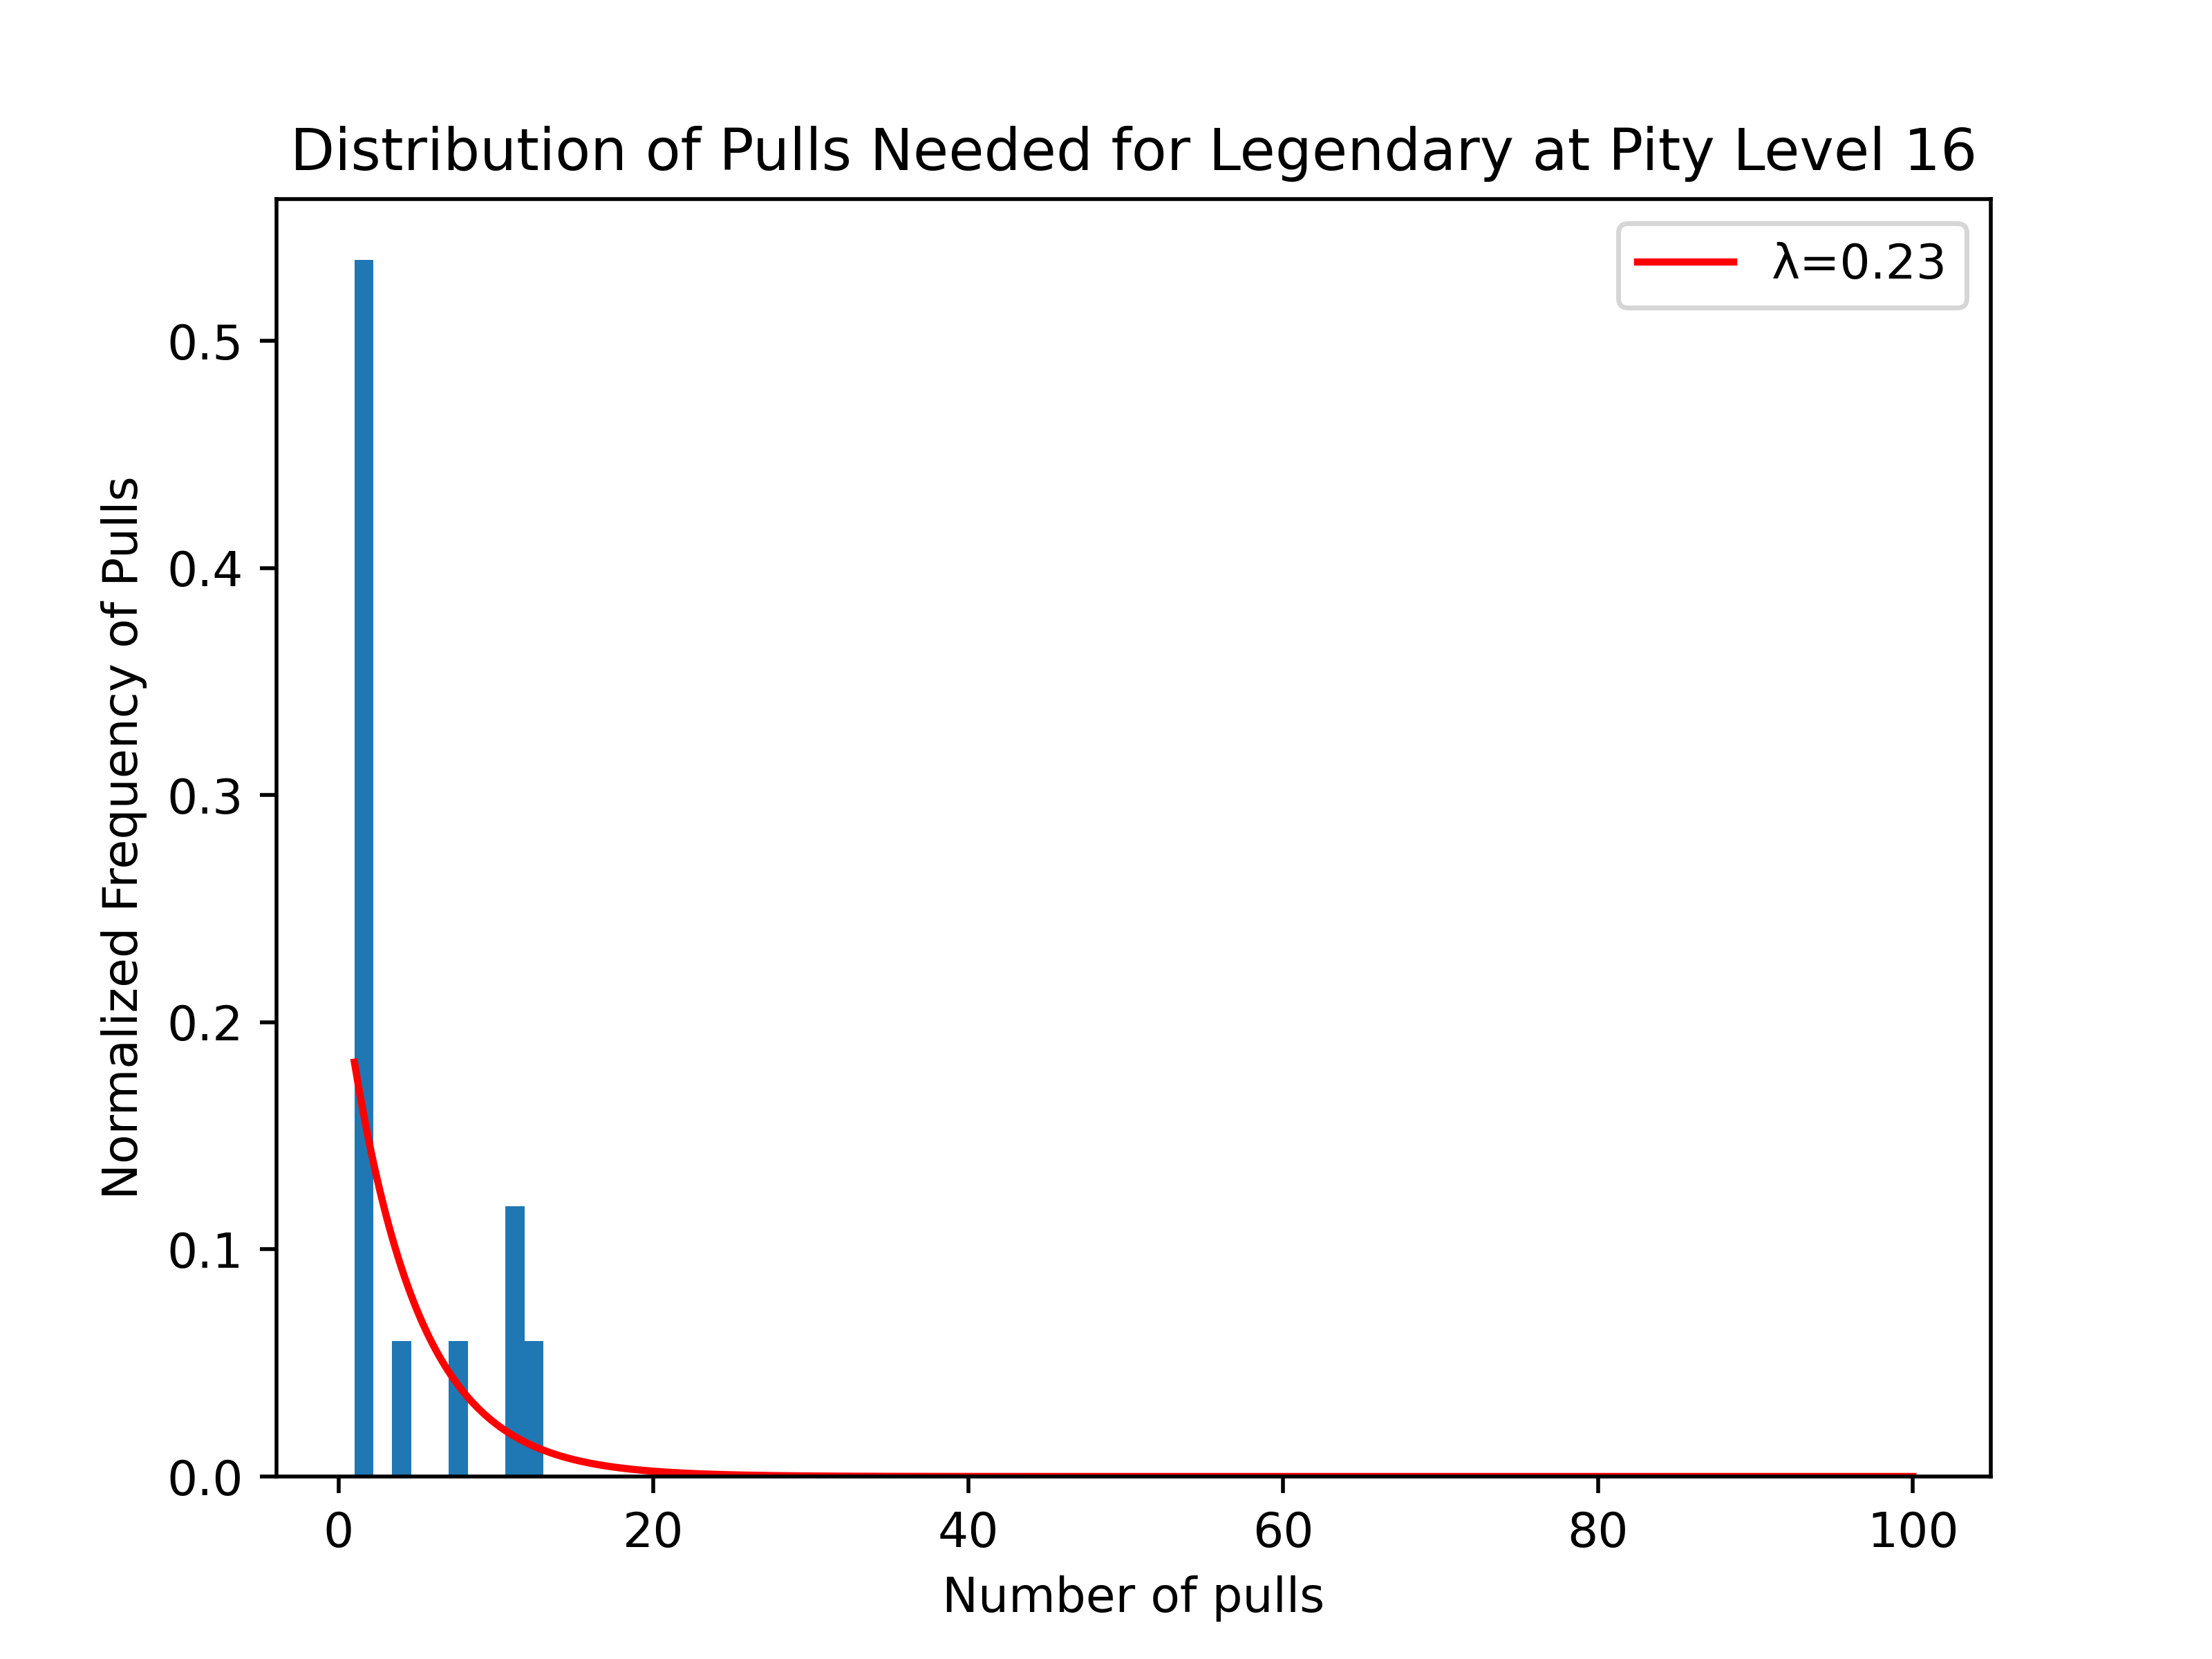 Distribution of Pulls Needed for Legendary at Pity Level 16
λ=0.23
Normalized Frequency of Pulls
0.5
0.4
0.3
0.2
0.1
0.0
0 20 40 60 80 100
Number of pulls